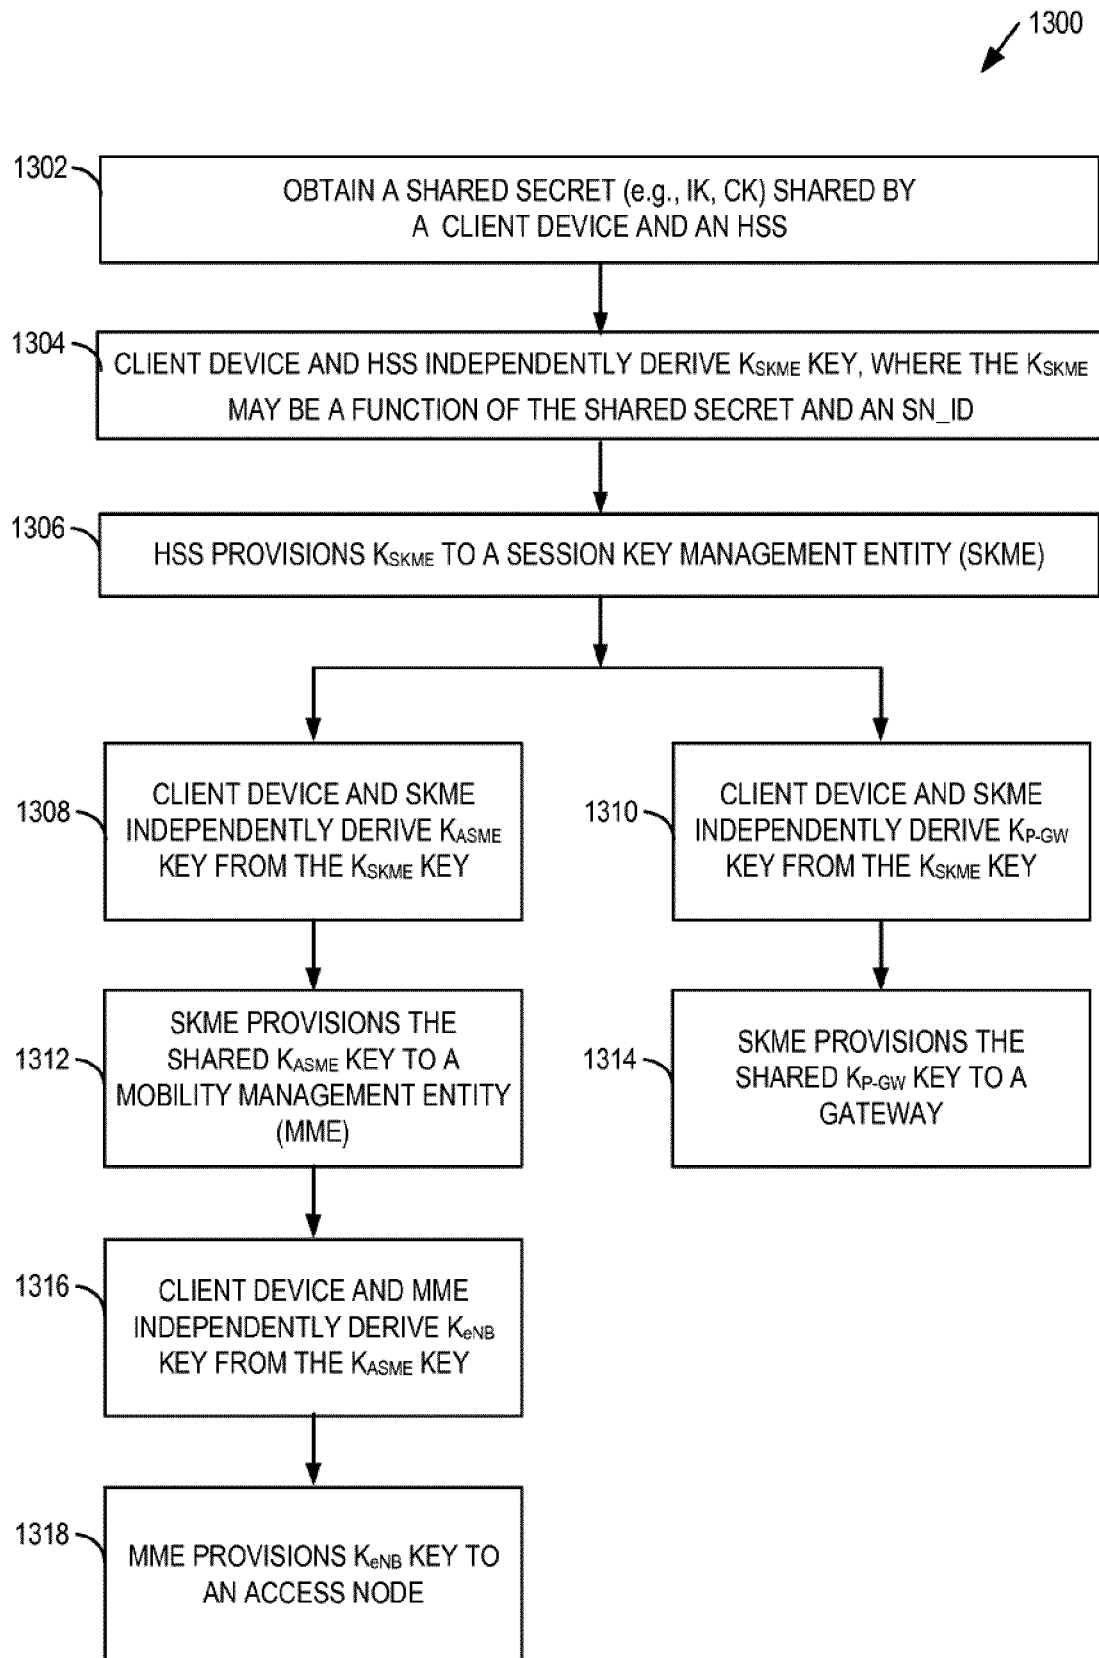 1300
1302
OBTAIN A SHARED SECRET (e.g., IK, CK) SHARED BY
A CLIENT DEVICE AND AN HSS
1304
CLIENT DEVICE AND HSS INDEPENDENTLY DERIVE KSKME KEY, WHERE THE KSKME
MAY BE A FUNCTION OF THE SHARED SECRET AND AN SN_ID
1306
HSS PROVISIONS KSKME TO A SESSION KEY MANAGEMENT ENTITY (SKME)
1308
CLIENT DEVICE AND SKME
INDEPENDENTLY DERIVE KASME
KEY FROM THE KSKME KEY
1310
CLIENT DEVICE AND SKME
INDEPENDENTLY DERIVE KP-GW
KEY FROM THE KSKME KEY
1312
SKME PROVISIONS THE
SHARED KASME KEY TO A
MOBILITY MANAGEMENT ENTITY
(MME)
1314
SKME PROVISIONS THE
SHARED KP-GW KEY TO A
GATEWAY
1316
CLIENT DEVICE AND MME
INDEPENDENTLY DERIVE KeNB
KEY FROM THE KASME KEY
1318
MME PROVISIONS KeNB KEY TO
AN ACCESS NODE